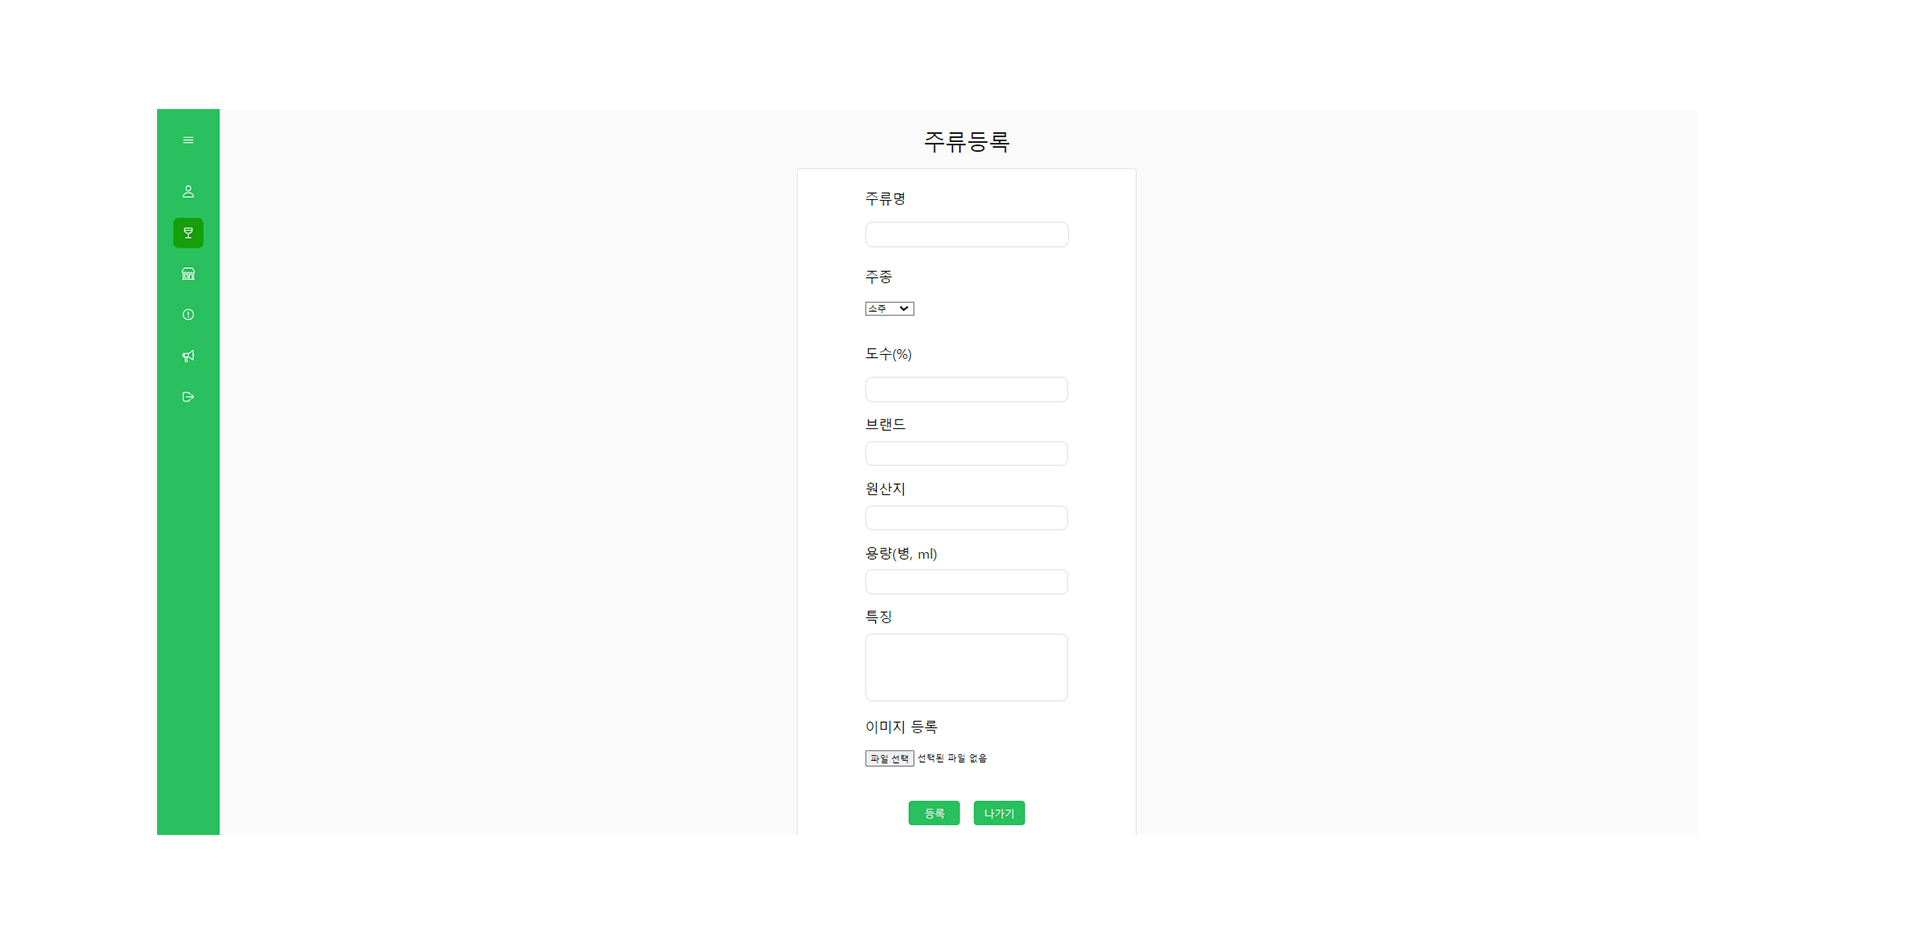 주류등록
주류명
주종
소주
도수(%)
브랜드
원산지
용량(병, ml)
특징
이미지 등록
파일 선택 선택된 파일 없음
등록 나가기